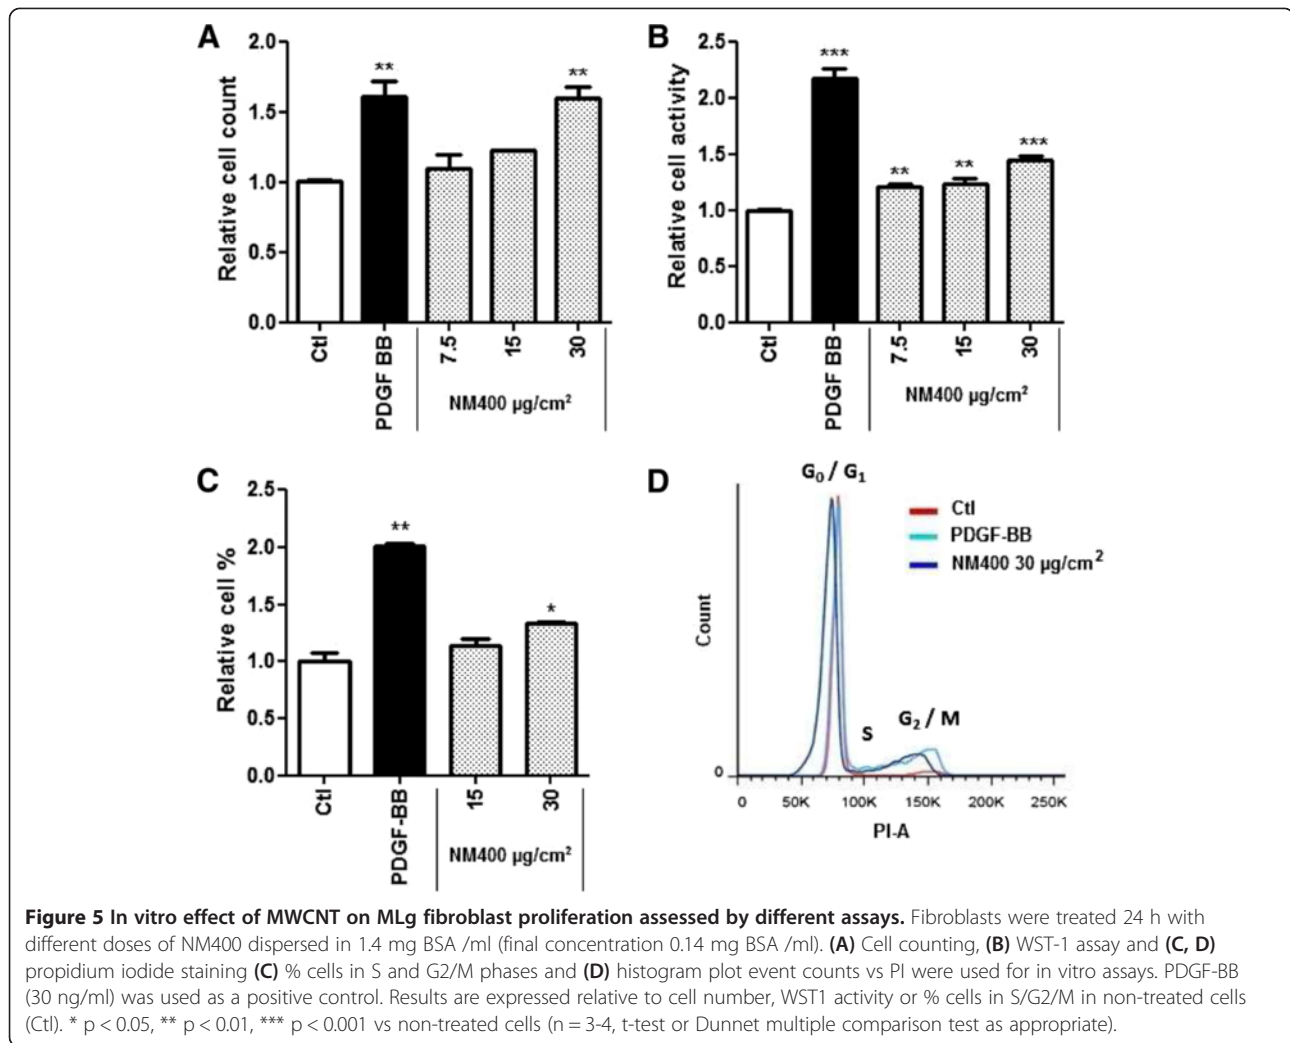 A
2.0
1.5
1.0
0.5
0.0
Relative cell count
**
**
Ctl
PDGF BB
7.5
15
30
NM400 µg/cm²
B
2.5
2.0
1.5
1.0
0.5
0.0
Relative cell activity
***
**
**
***
Ctl
PDGF BB
7.5
15
30
NM400 µg/cm²
C
2.5
2.0
1.5
1.0
0.5
0.0
Relative cell %
**
*
Ctl
PDGF-BB
15
30
NM400 µg/cm²
D
G₀ / G₁
Ctl
PDGF-BB
NM400 30 µg/cm²
Count
S
G₂ / M
0
0 50K 100K 150K 200K 250K
PI-A
Figure 5 In vitro effect of MWCNT on MLg fibroblast proliferation assessed by different assays. Fibroblasts were treated 24 h with
different doses of NM400 dispersed in 1.4 mg BSA /ml (final concentration 0.14 mg BSA /ml). (A) Cell counting, (B) WST-1 assay and (C, D)
propidium iodide staining (C) % cells in S and G2/M phases and (D) histogram plot event counts vs PI were used for in vitro assays. PDGF-BB
(30 ng/ml) was used as a positive control. Results are expressed relative to cell number, WST1 activity or % cells in S/G2/M in non-treated cells
(Ctl). * p < 0.05, ** p < 0.01, *** p < 0.001 vs non-treated cells (n = 3-4, t-test or Dunnet multiple comparison test as appropriate).